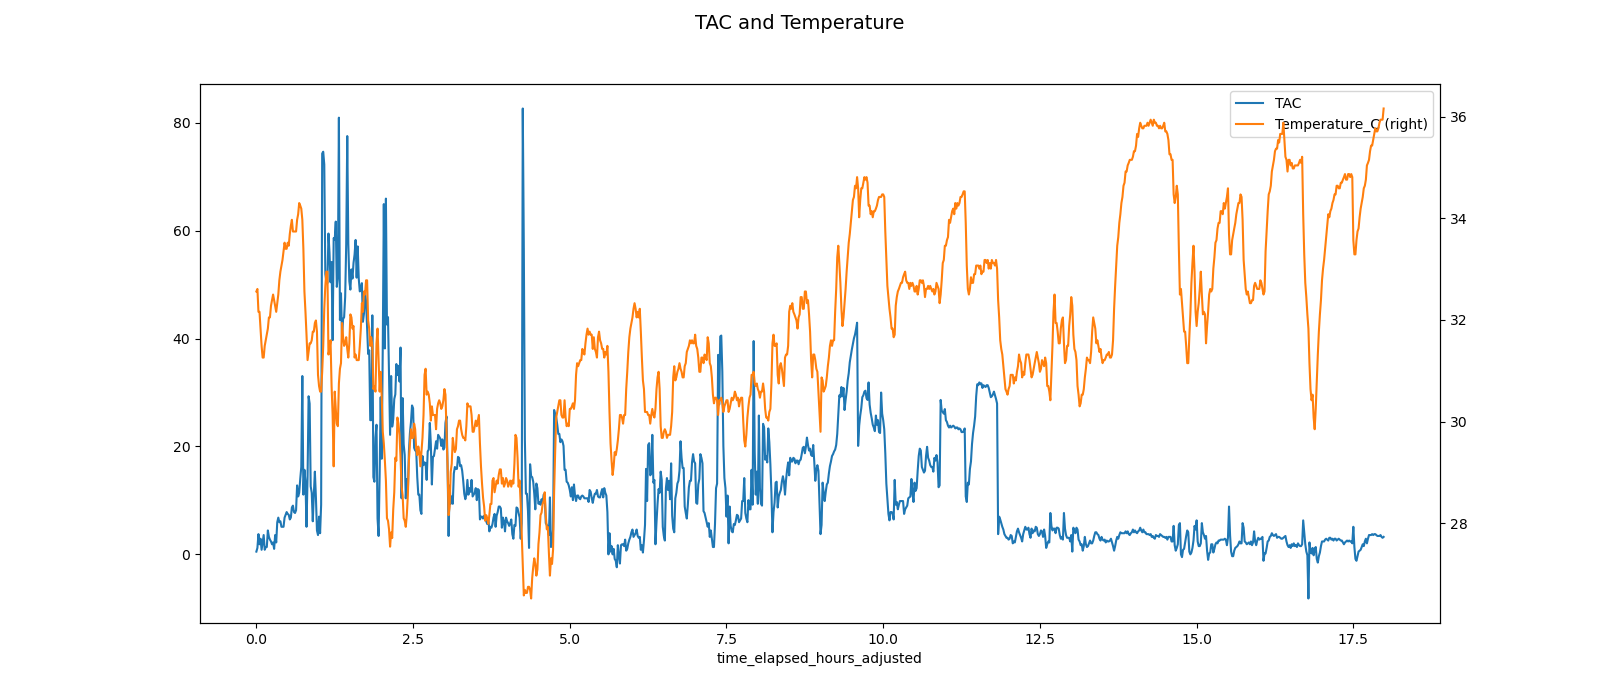 TAC and Temperature
TAC
Temperature_C (right)
80
60
40
20
0
36
34
32
30
28
0.0 2.5 5.0 7.5 10.0 12.5 15.0 17.5
time_elapsed_hours_adjusted